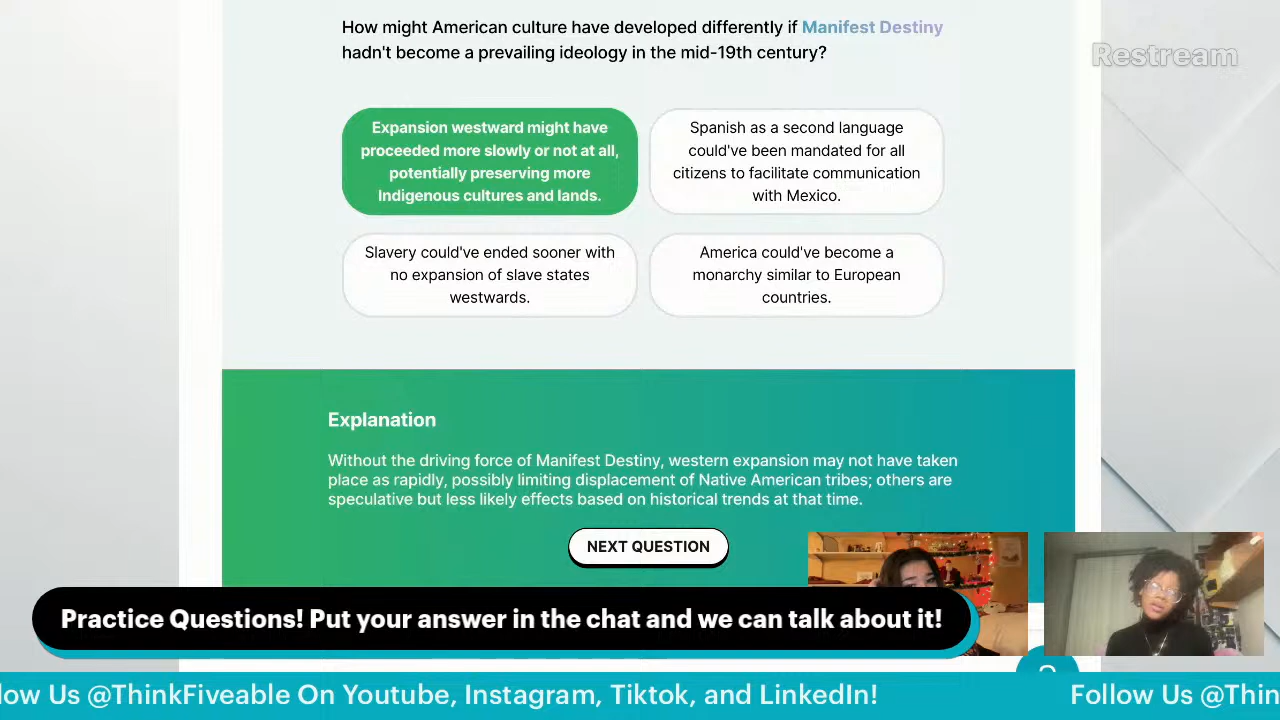 How might American culture have developed differently if Manifest Destiny
hadn't become a prevailing ideology in the mid-19th century?
Restream
Expansion westward might have
proceeded more slowly or not at all,
potentially preserving more
Indigenous cultures and lands.
Spanish as a second language
could've been mandated for all
citizens to facilitate communication
with Mexico.
Slavery could've ended sooner with
no expansion of slave states
westwards.
America could've become a
monarchy similar to European
countries.
Explanation
Without the driving force of Manifest Destiny, western expansion may not have taken
place as rapidly, possibly limiting displacement of Native American tribes; others are
speculative but less likely effects based on historical trends at that time.
NEXT QUESTION
Practice Questions! Put your answer in the chat and we can talk about it!
low Us @ThinkFiveable On Youtube, Instagram, Tiktok, and LinkedIn! Follow Us @Thin